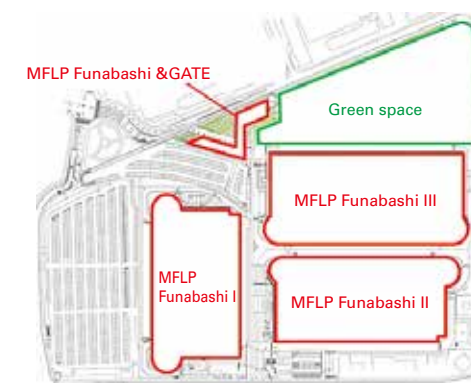 MFLP Funabashi &GATE
Green space
MFLP Funabashi III
MFLP
Funabashi I
MFLP Funabashi II